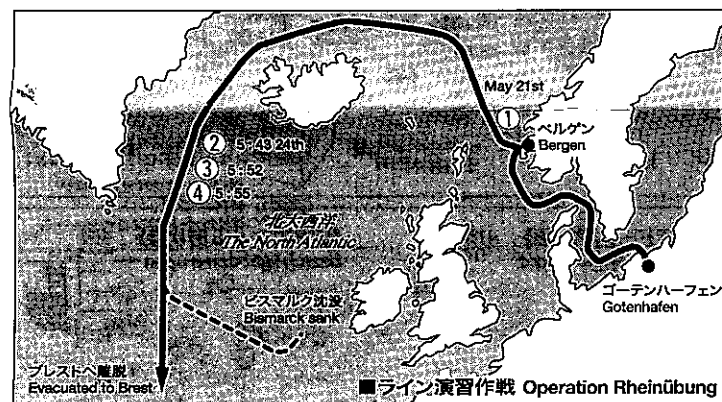 May 21st
①
ベルゲン
Bergen
② 5:43 24th
③ 5:52
④ 5:55
北大西洋
The North Atlantic
ゴーテンハーフェン
Gotenhafen
ビスマルク沈没
Bismarck sank
ブレストへ離脱
Evacuated to Brest
■ライン演習作戦 Operation Rheinübung